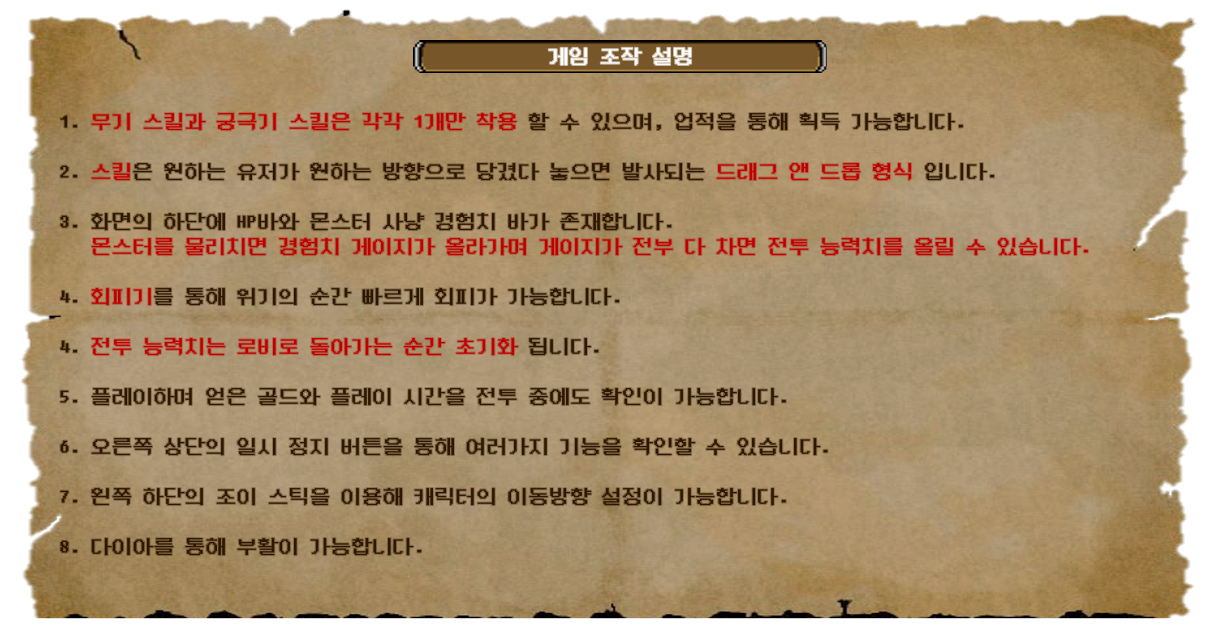 게임 조작 설명
1. 무기 스킬과 궁극기 스킬은 각각 1개만 착용 할 수 있으며, 업적을 통해 획득 가능합니다.
2. 스킬은 원하는 유저가 원하는 방향으로 당겼다 놓으면 발사되는 드래그 앤 드롭 형식 입니다.
3. 화면의 하단에 HP바와 몬스터 사냥 경험치 바가 존재합니다.
몬스터를 물리치면 경험치 게이지가 올라가며 게이지가 전부 다 차면 전투 능력치를 올릴 수 있습니다.
4. 회피기를 통해 위기의 순간 빠르게 회피가 가능합니다.
4. 전투 능력치는 로비로 돌아가는 순간 초기화 됩니다.
5. 플레이하며 얻은 골드와 플레이 시간을 전투 중에도 확인이 가능합니다.
6. 오른쪽 상단의 일시 정지 버튼을 통해 여러가지 기능을 확인할 수 있습니다.
7. 왼쪽 하단의 조이 스틱을 이용해 캐릭터의 이동방향 설정이 가능합니다.
8. 다이아를 통해 부활이 가능합니다.